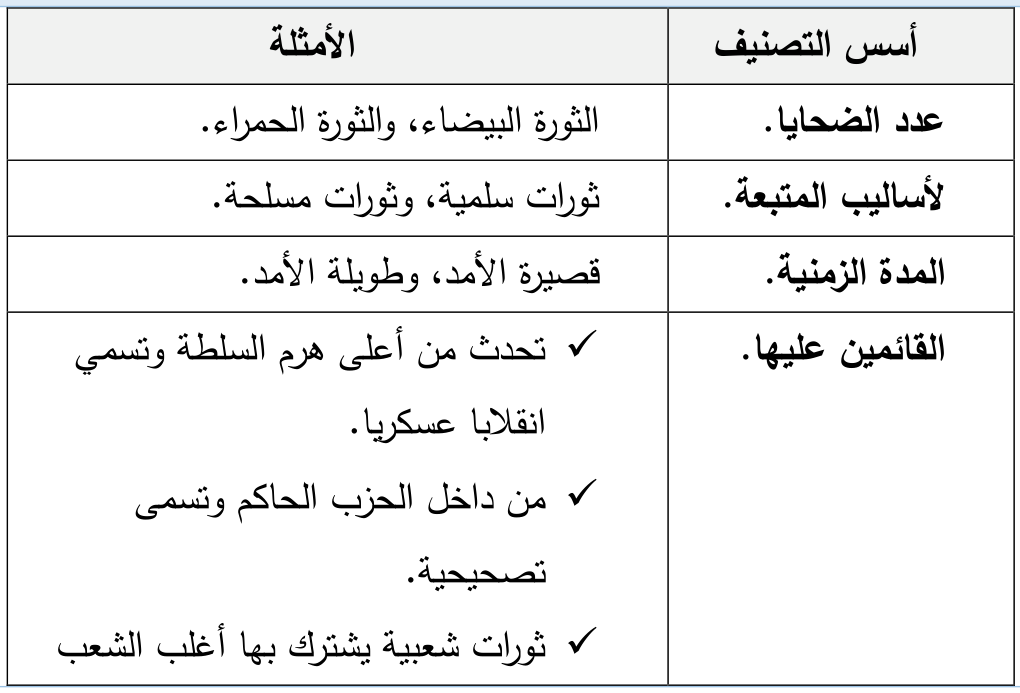 أسس التصنيف	الأمثلة
عدد الضحايا.	الثورة البيضاء، والثورة الحمراء.
لأساليب المتبعة.	ثورات سلمية، وثورات مسلحة.
المدة الزمنية.	قصيرة الأمد، وطويلة الأمد.
القائمين عليها.	✓ تحدث من أعلى هرم السلطة وتسمي
انقلابا عسكريا.
✓ من داخل الحزب الحاكم وتسمى
تصحيحية.
✓ ثورات شعبية يشترك بها أغلب الشعب